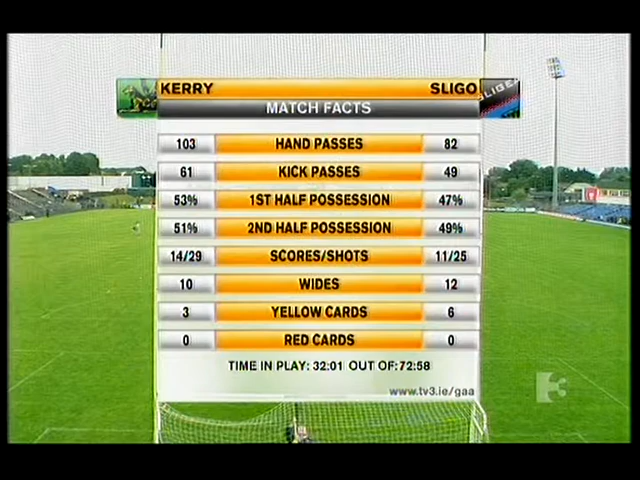 KERRY SLIGO
MATCH FACTS
103 HAND PASSES 82
61 KICK PASSES 49
53% 1ST HALF POSSESSION 47%
51% 2ND HALF POSSESSION 49%
14/29 SCORES/SHOTS 11/25
10 WIDES 12
3 YELLOW CARDS 6
0 RED CARDS 0
TIME IN PLAY: 32:01 OUT OF: 72:58
www.tv3.ie/gaa
3